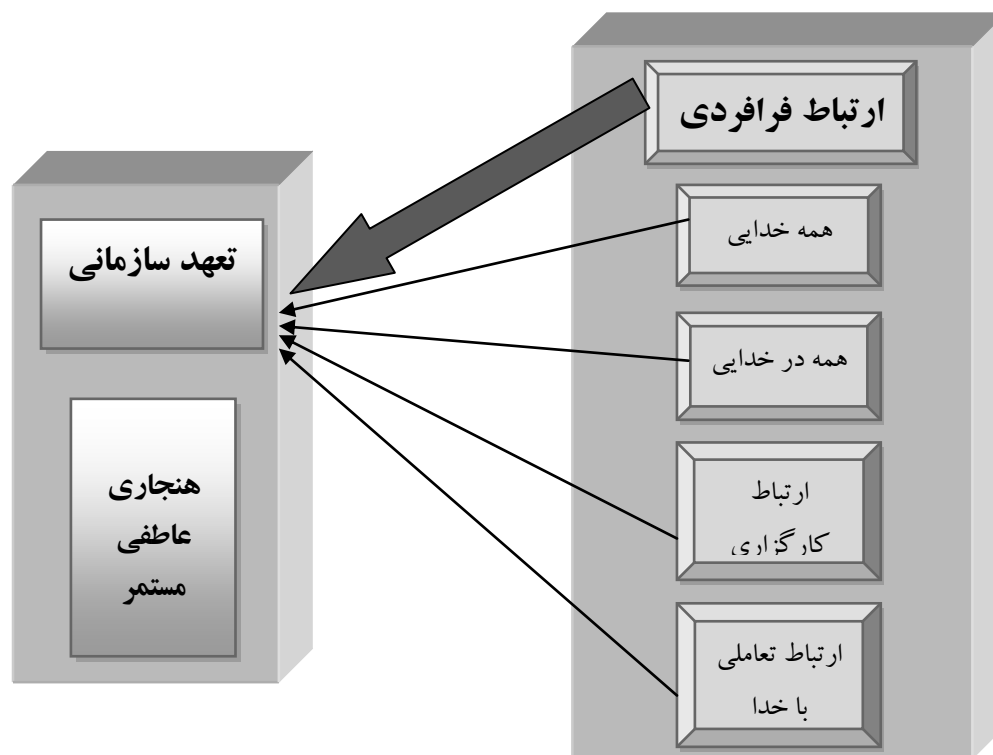 ارتباط فرافردی
همه خدایی
همه در خدایی
ارتباط
کارگزاری
ارتباط تعاملی
با خدا
تعهد سازمانی
هنجاری
عاطفی
مستمر